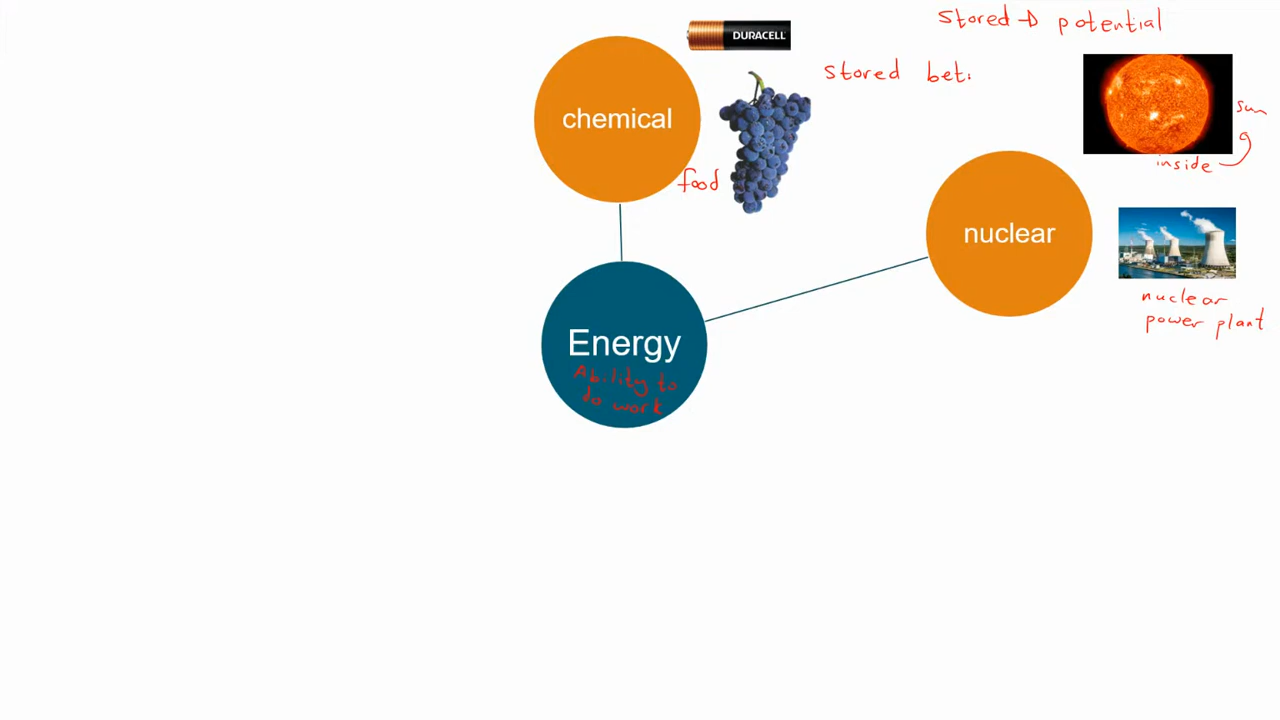 stored → potential
DURACELL
stored bet
chemical
sun
inside
food
nuclear
nuclear
power plant
Energy
Ability to
do work